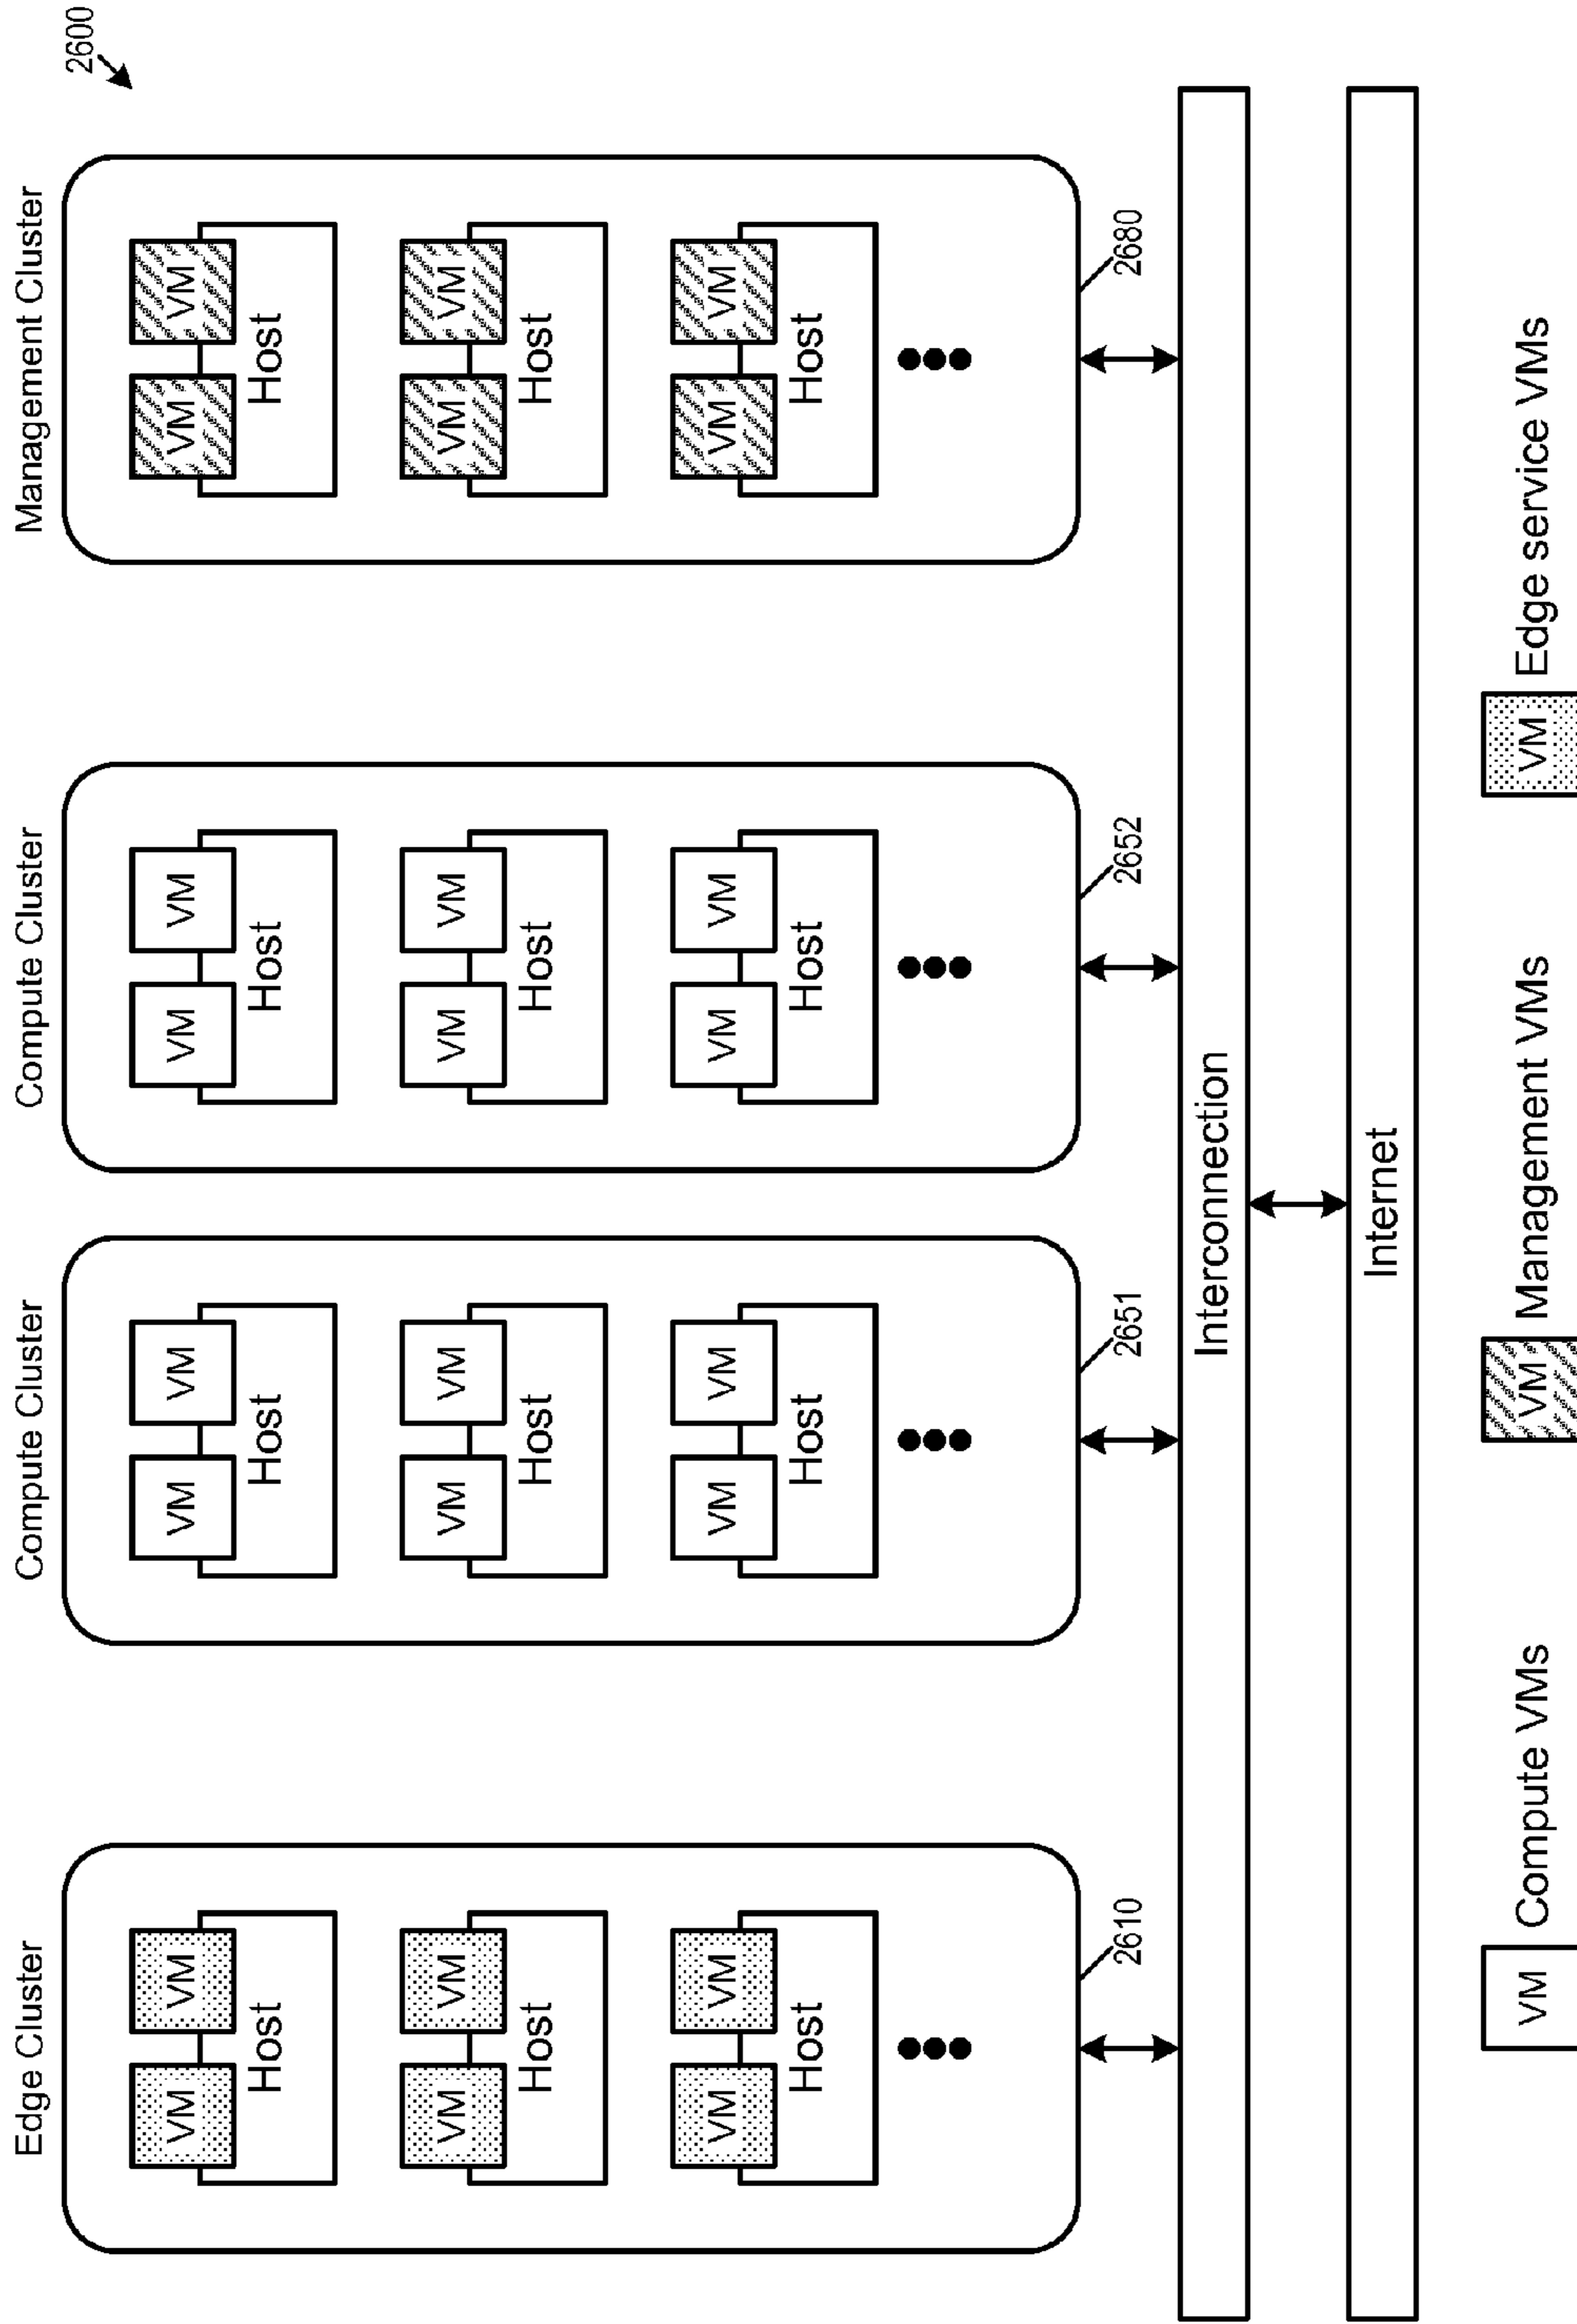 2600
Edge Cluster
Compute Cluster
Compute Cluster
Management Cluster
VM VM VM VM VM VM VM VM
Host Host Host Host
VM VM VM VM VM VM VM VM
Host Host Host Host
VM VM VM VM VM VM VM VM
Host Host Host Host
2610
2651
2652
2680
Interconnection
Internet
VM Compute VMs
VM Management VMs
VM Edge service VMs